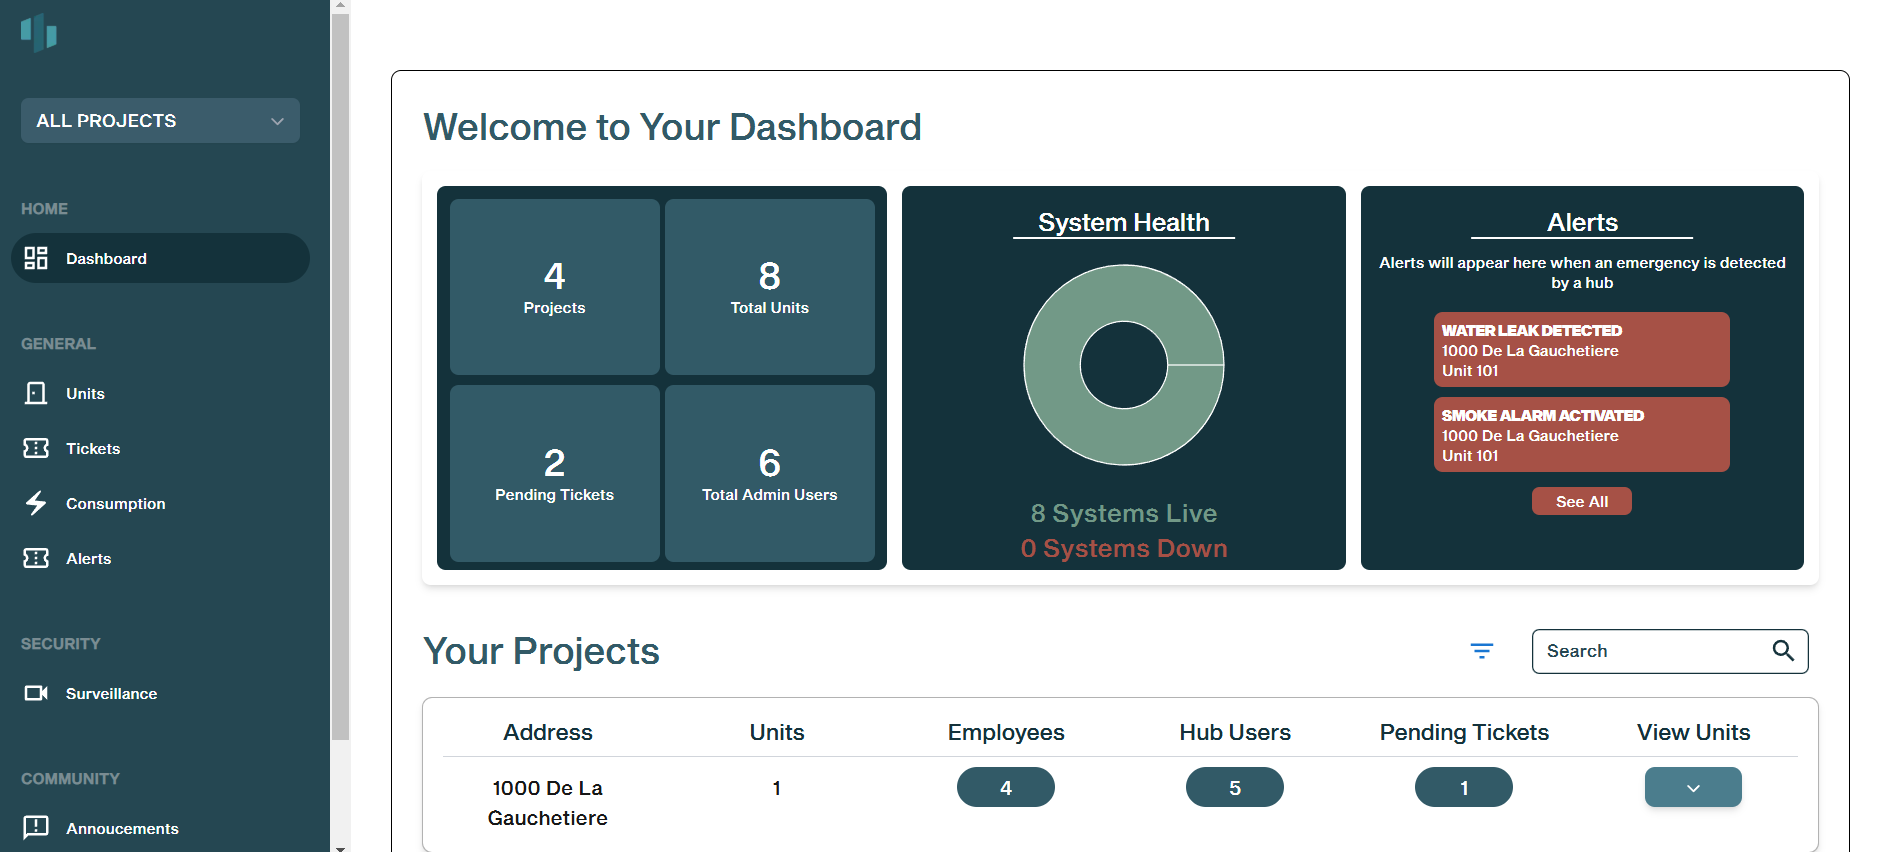 ALL PROJECTS
HOME
Dashboard
GENERAL
Units
Tickets
Consumption
Alerts
SECURITY
Surveillance
COMMUNITY
Annoucements
Welcome to Your Dashboard
4
Projects
8
Total Units
2
Pending Tickets
6
Total Admin Users
System Health
8 Systems Live
0 Systems Down
Alerts
Alerts will appear here when an emergency is detected
by a hub
WATER LEAK DETECTED
1000 De La Gauchetiere
Unit 101
SMOKE ALARM ACTIVATED
1000 De La Gauchetiere
Unit 101
See All
Your Projects
Search
Address Units Employees Hub Users Pending Tickets View Units
1000 De La 1 4 5 1
Gauchetiere